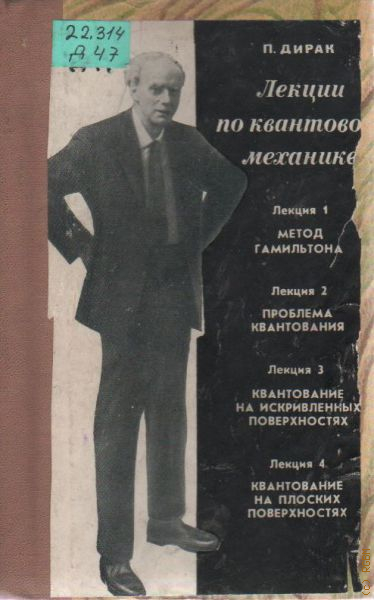 22.314
Д.47
П. ДИРАК
Лекции
по квантово
механике
Лекция 1
МЕТОД
ГАМИЛЬТОНА
Лекция 2
ПРОБЛЕМА
КВАНТОВАНИЯ
Лекция 3
КВАНТОВАНИЕ
НА ИСКРИВЛЕННЫХ
ПОВЕРХНОСТЯХ
Лекция 4
КВАНТОВАНИЕ
НА ПЛОСКИХ
ПОВЕРХНОСТЯХ